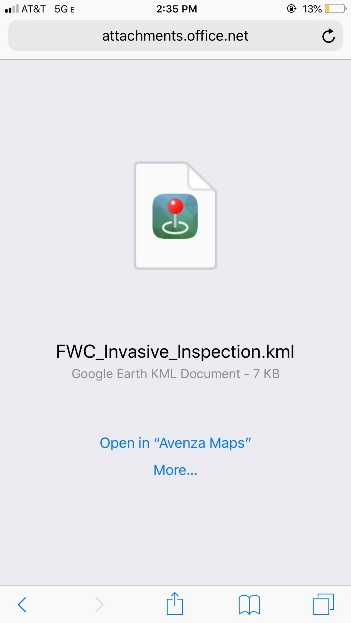 AT&T 5G E 2:35 PM 13%
attachments.office.net
FWC_Invasive_Inspection.kml
Google Earth KML Document - 7 KB
Open in “Avenza Maps”
More...